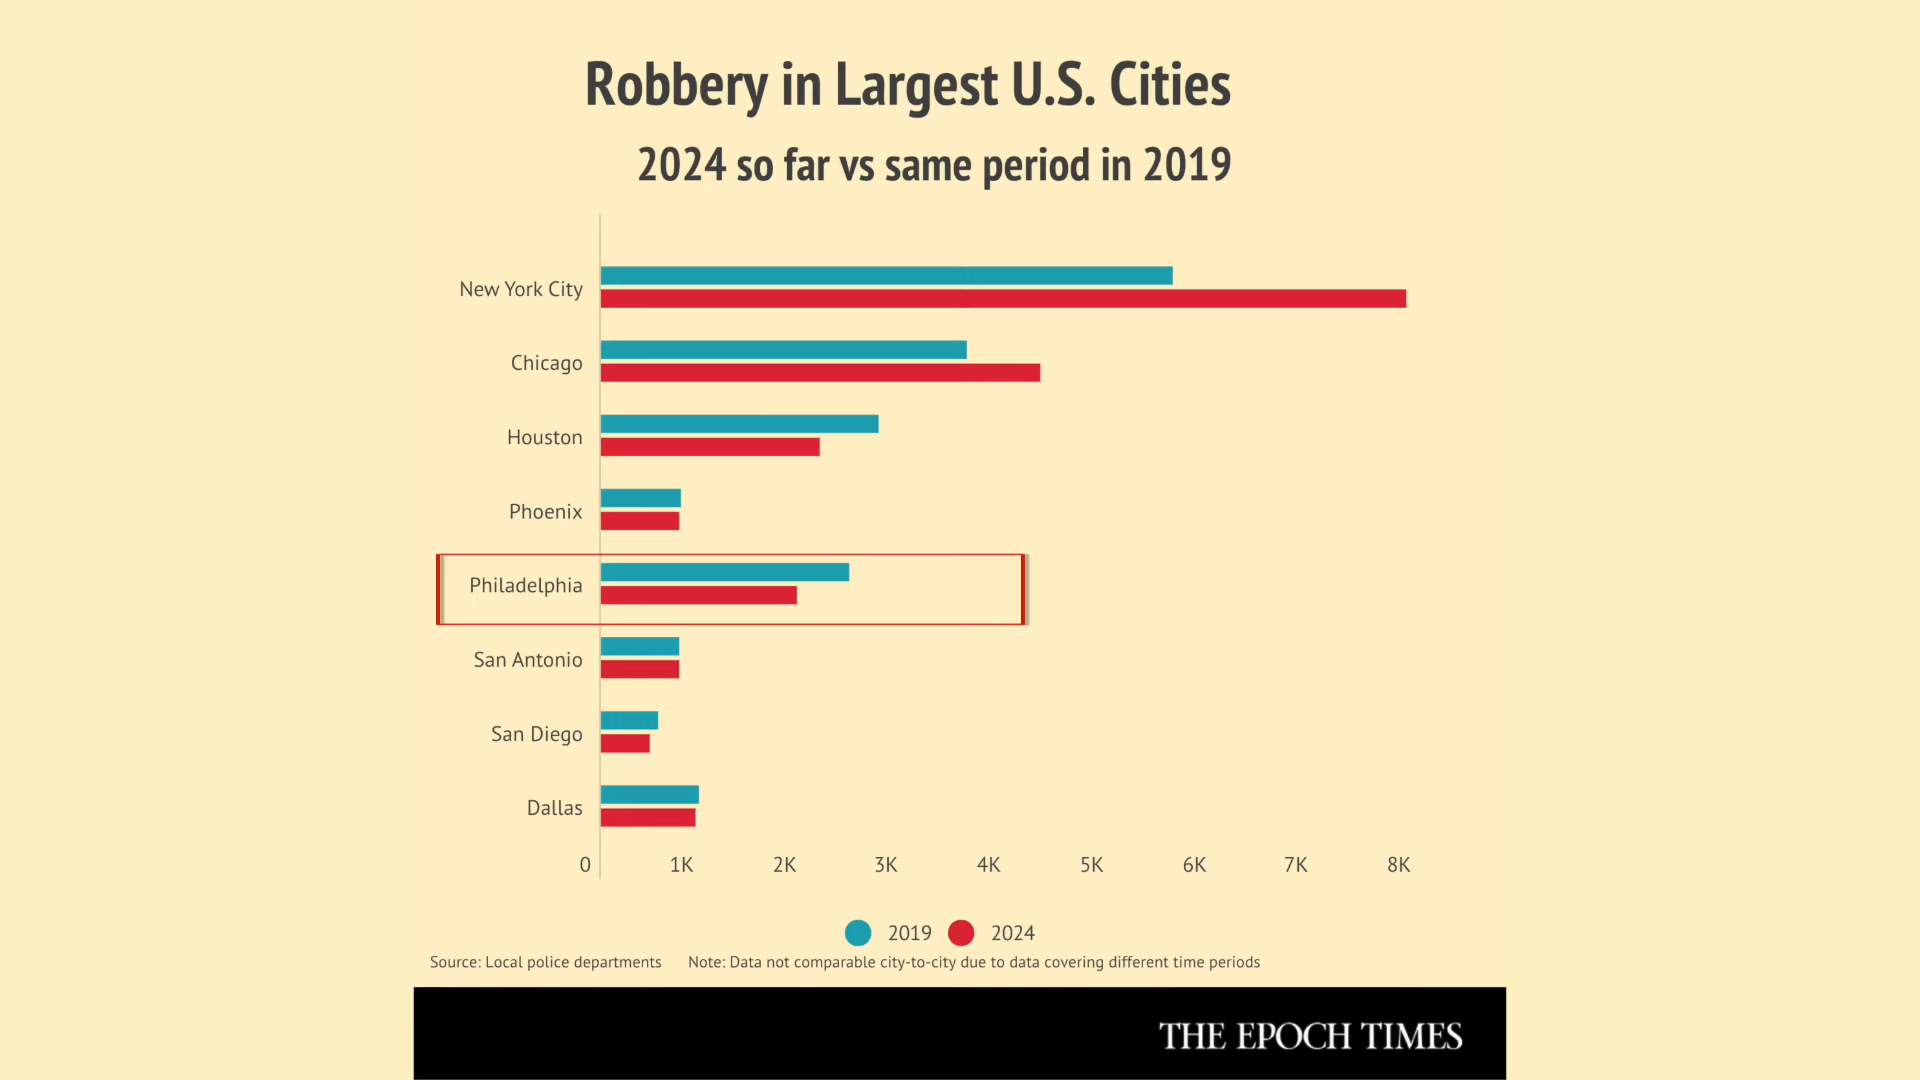 Robbery in Largest U.S. Cities
2024 so far vs same period in 2019
New York City
Chicago
Houston
Phoenix
Philadelphia
San Antonio
San Diego
Dallas
0 1K 2K 3K 4K 5K 6K 7K 8K
2019 2024
Source: Local police departments Note: Data not comparable city-to-city due to data covering different time periods
THE EPOCH TIMES